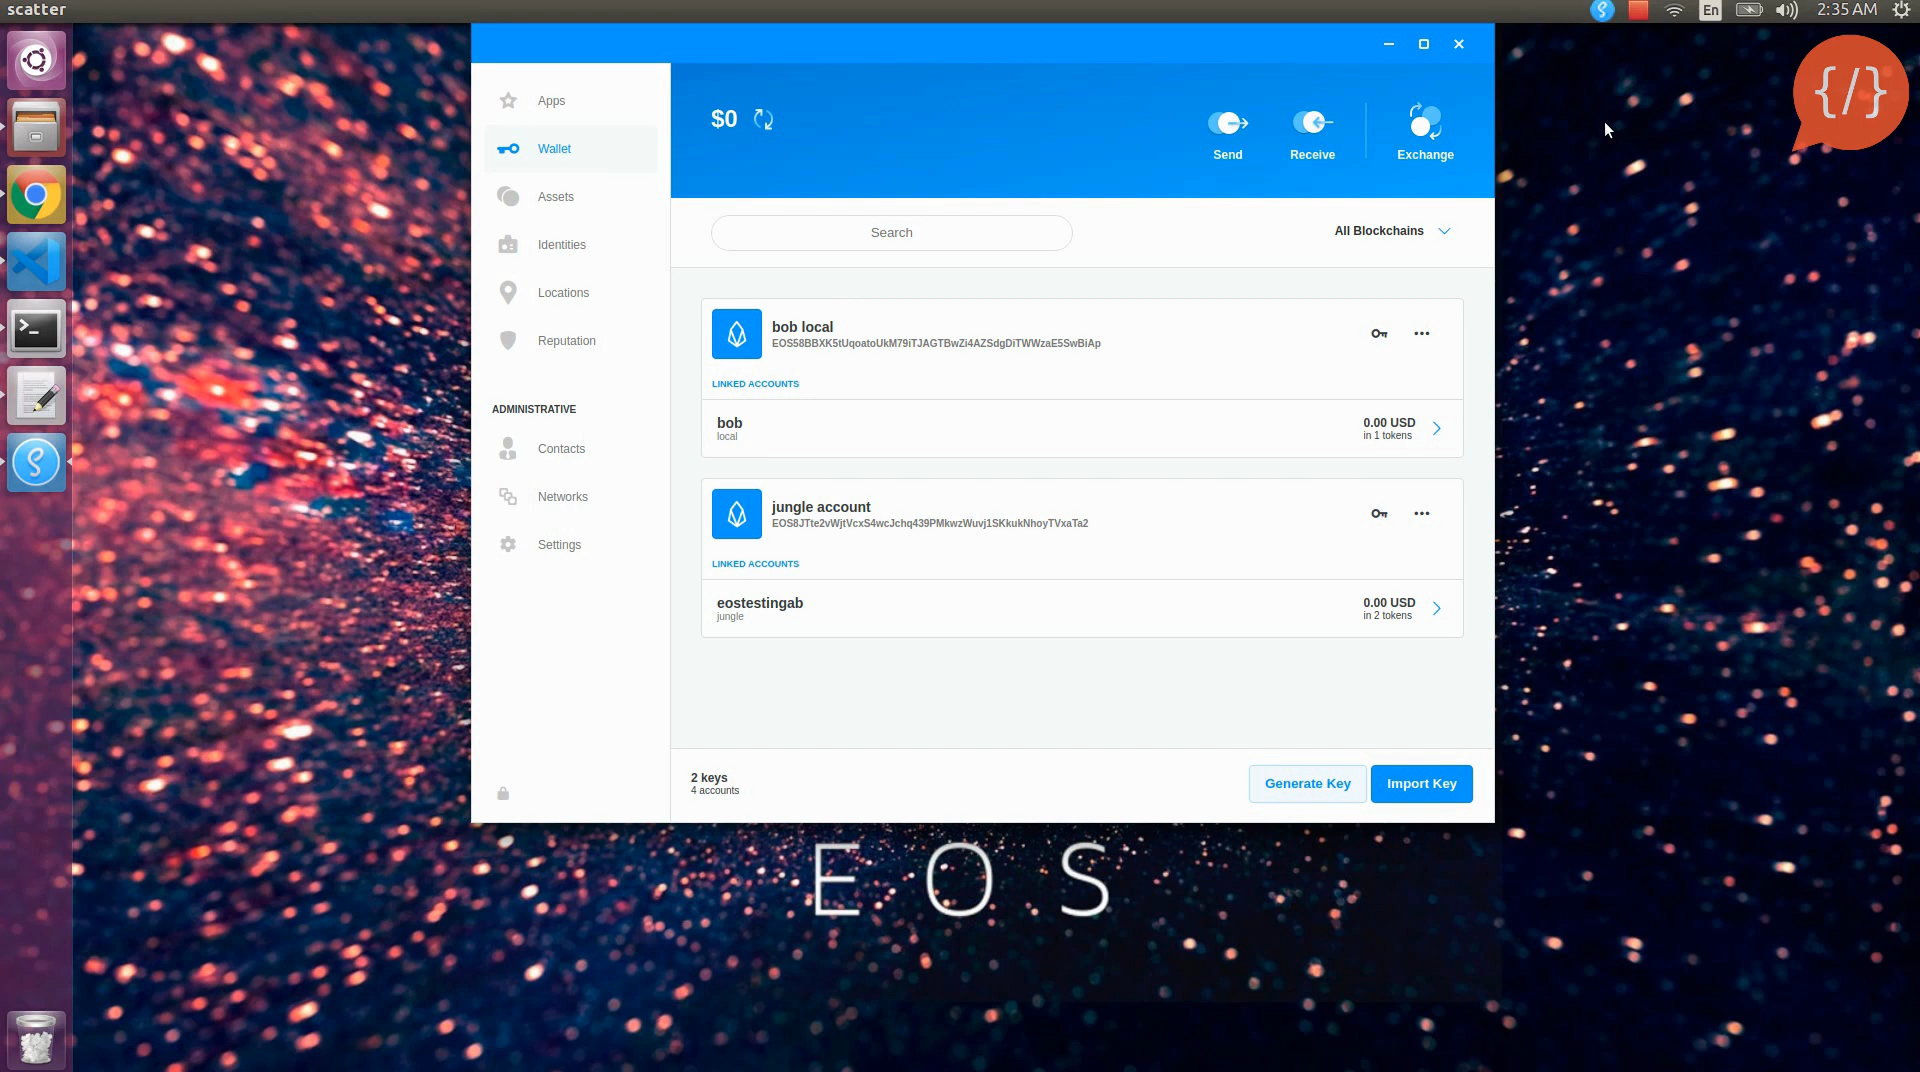 scatter
En
2:35 AM
{/}
Apps
Wallet
Assets
Identities
Locations
Reputation
ADMINISTRATIVE
Contacts
Networks
Settings
$0
Send
Receive
Exchange
Search
All Blockchains
bob local
EOS58BBXK5tUqoatoUkM79iTJAGTBwZi4AZSdgDiTWWzaE5SwBiAp
LINKED ACCOUNTS
bob
local
0.00 USD
in 1 tokens
jungle account
EOS8JTte2vWjtVcxS4wcJchq439PMkwzWuvj1SKkukNhoyTVxaTa2
LINKED ACCOUNTS
eostestingab
jungle
0.00 USD
in 2 tokens
2 keys
4 accounts
Generate Key
Import Key
E O S